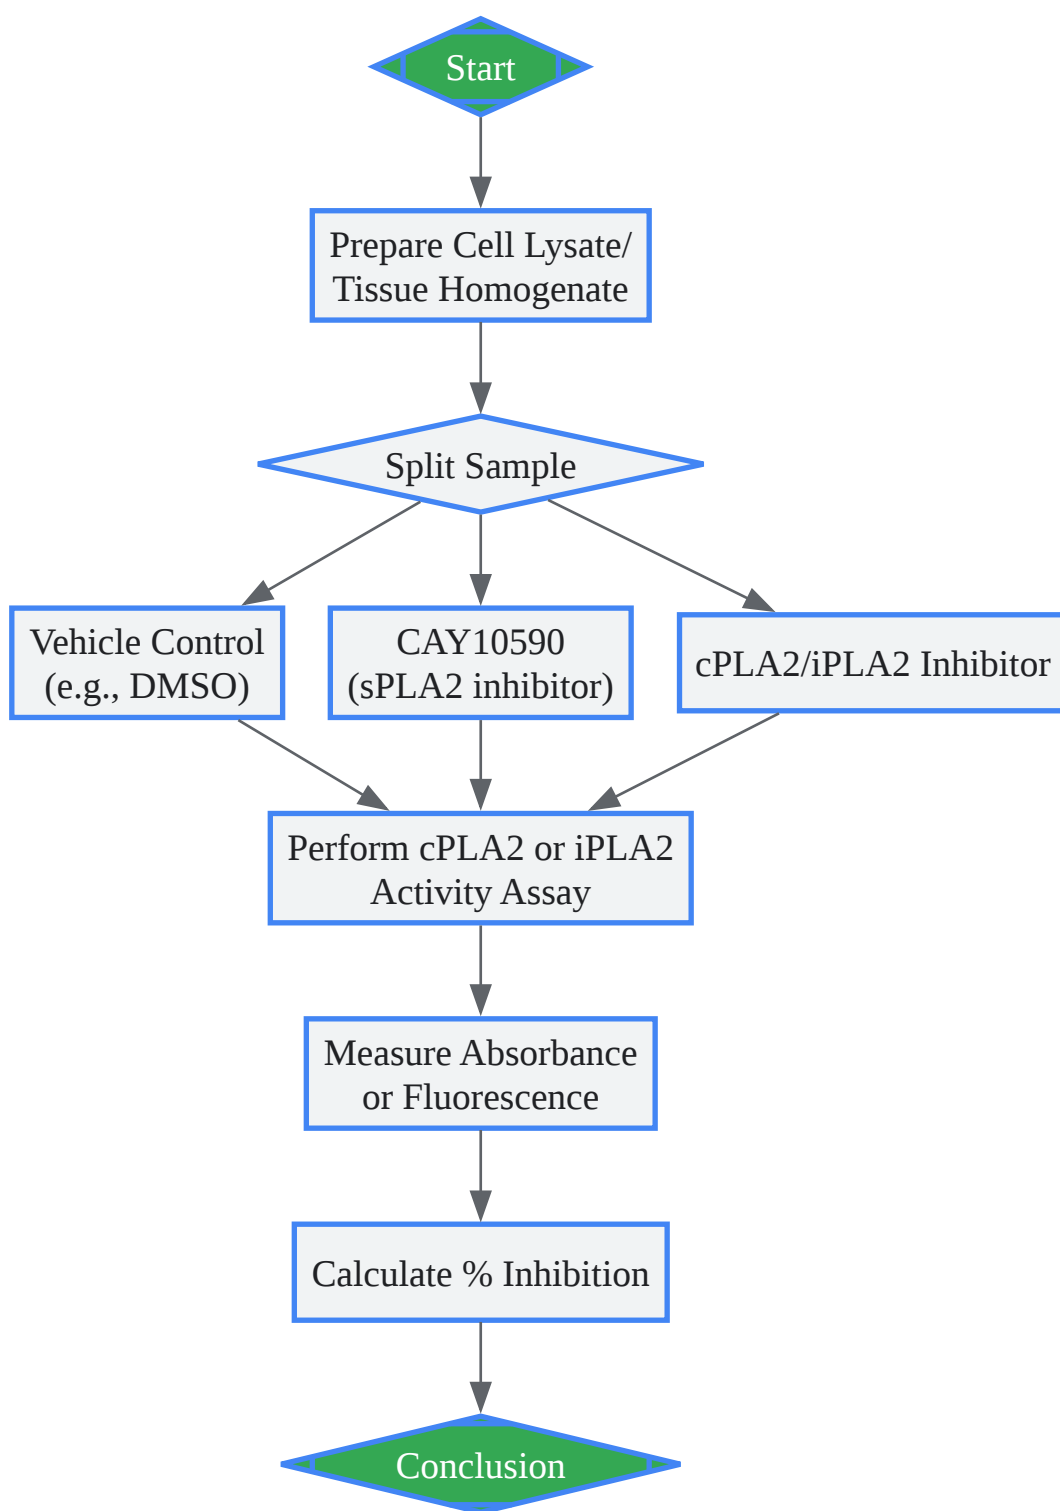 Start
Prepare Cell Lysate/
Tissue Homogenate
Split Sample
Vehicle Control
(e.g., DMSO)
CAY10590
(sPLA2 inhibitor)
cPLA2/iPLA2 Inhibitor
Perform cPLA2 or iPLA2
Activity Assay
Measure Absorbance
or Fluorescence
Calculate % Inhibition
Conclusion